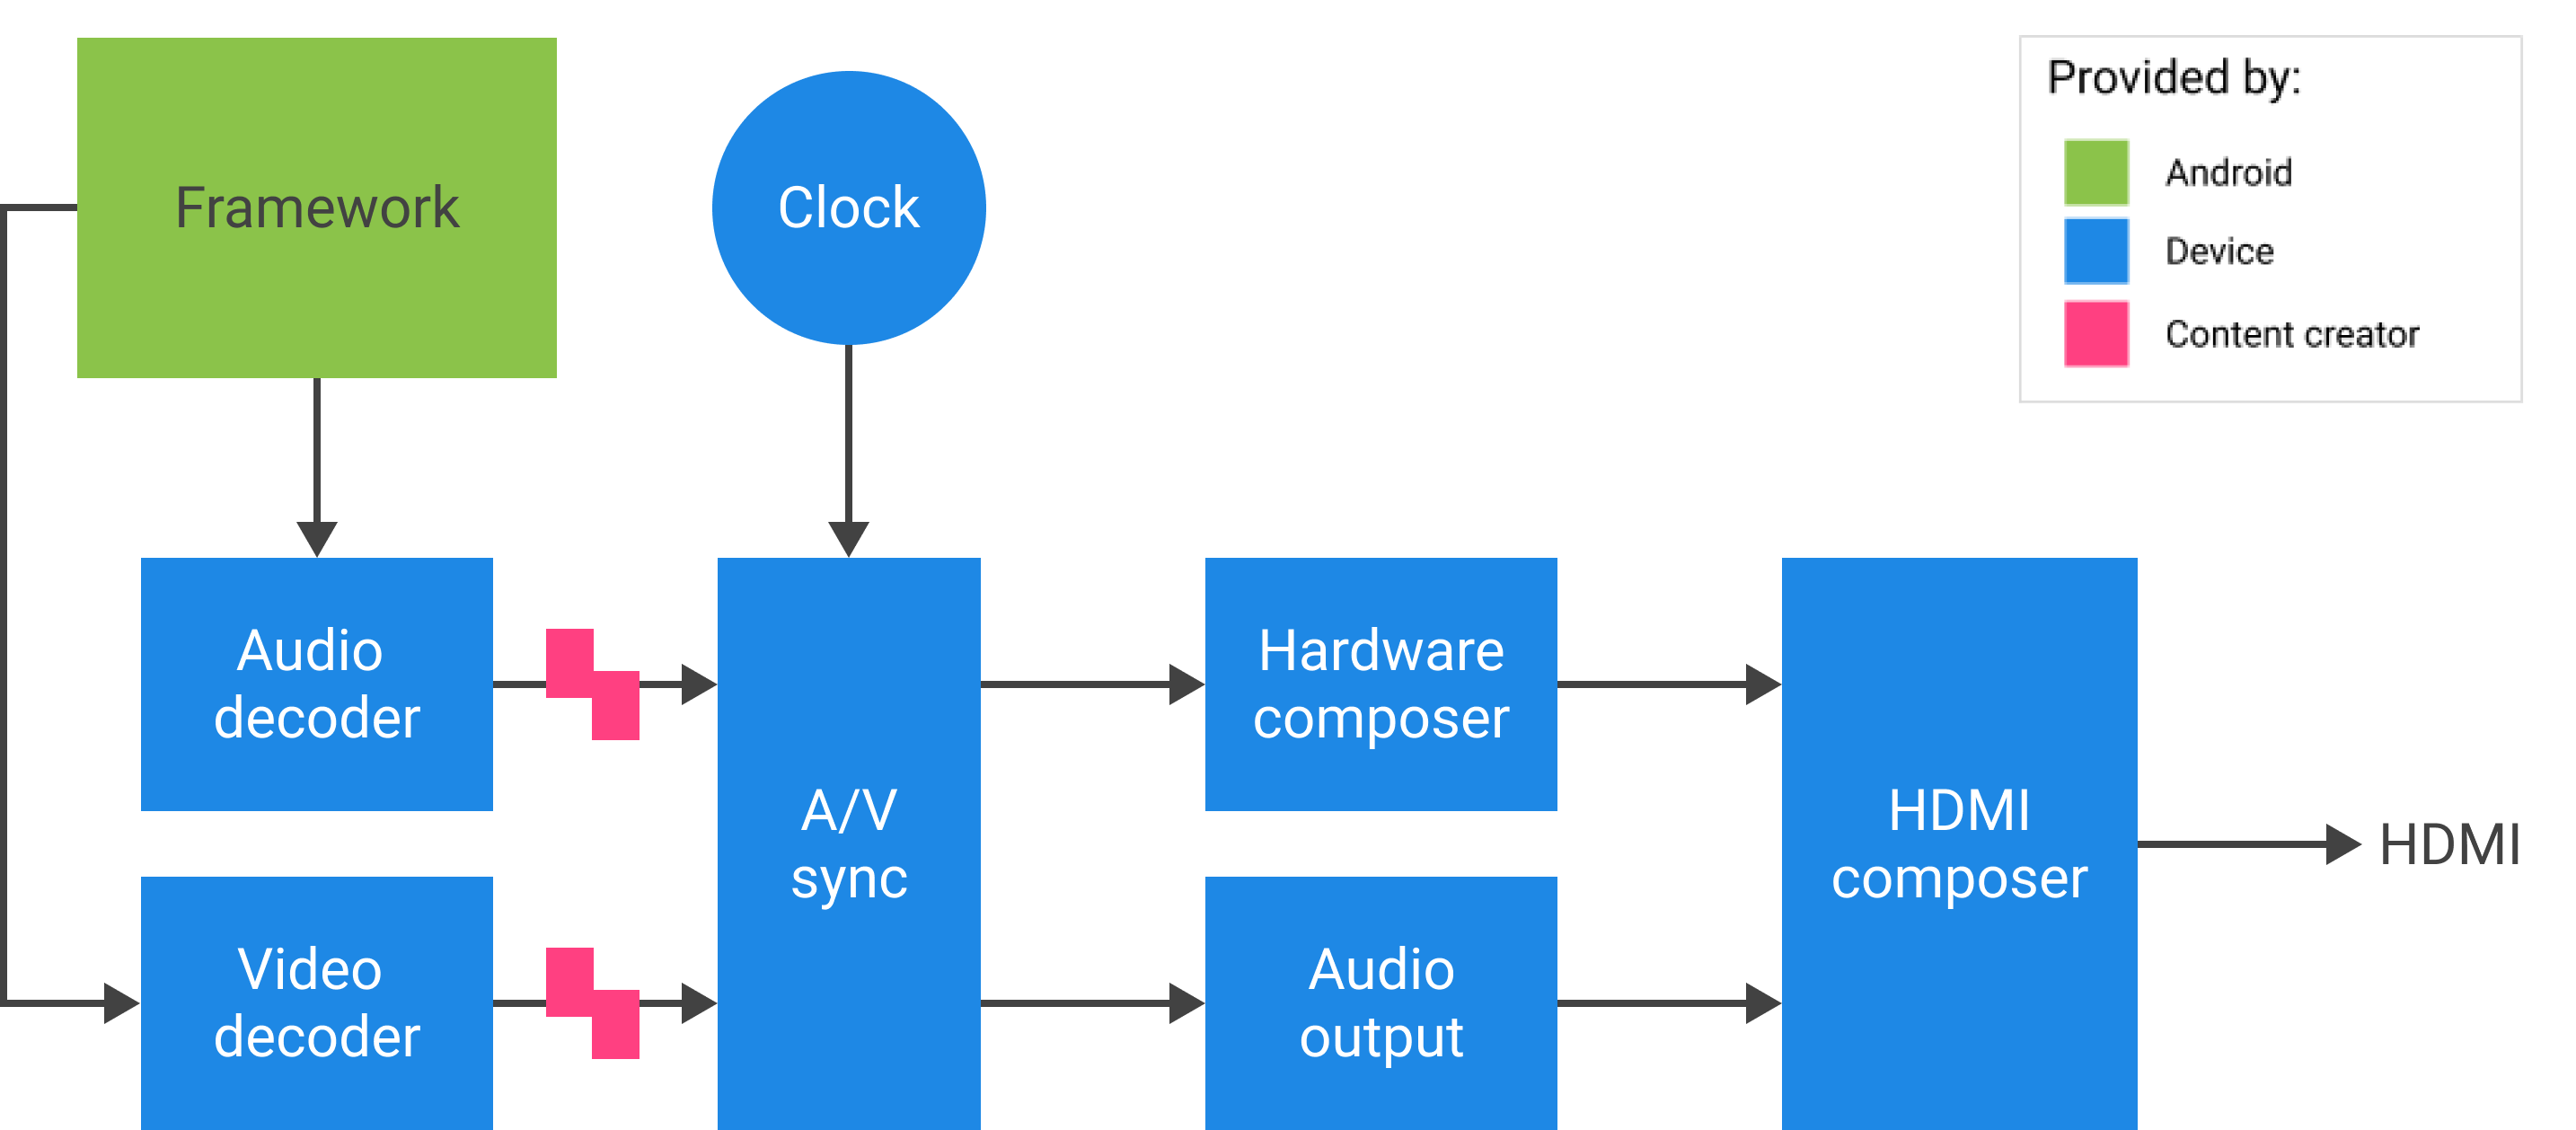 Framework
Clock
Provided by:
Android
Device
Content creator
Audio
decoder
A/V
sync
Hardware
composer
HDMI
composer
HDMI
Video
decoder
Audio
output